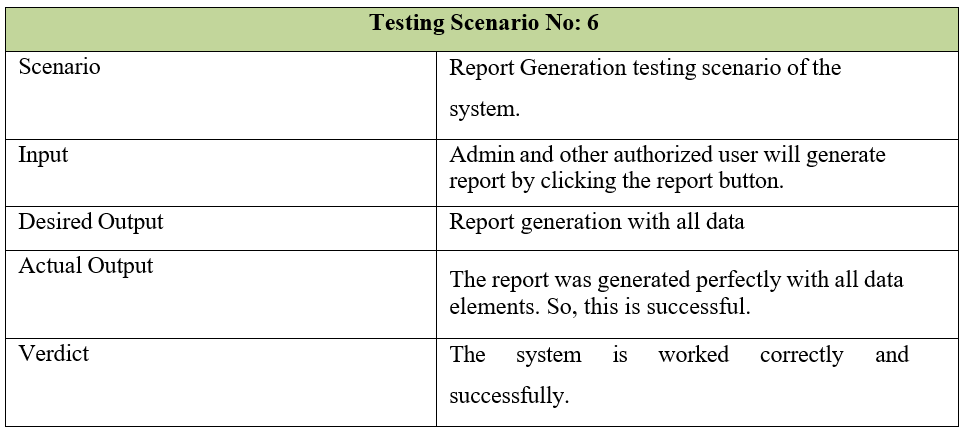 Testing Scenario No: 6
Scenario
Report Generation testing scenario of the
system.
Input
Admin and other authorized user will generate
report by clicking the report button.
Desired Output
Report generation with all data
Actual Output
The report was generated perfectly with all data
elements. So, this is successful.
Verdict
The system is worked correctly and
successfully.